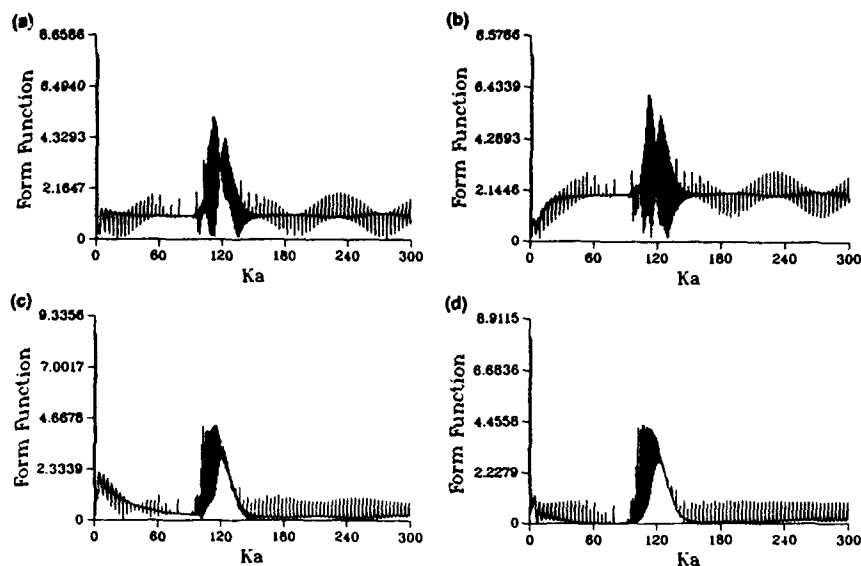 (a)
8.6586
6.4940
4.3293
2.1647
0
Form Function
0 60 120 180 240 300
Ka
(b)
8.5786
6.4339
4.2893
2.1446
0
Form Function
0 60 120 180 240 300
Ka
(c)
9.3356
7.0017
4.6678
2.3339
0
Form Function
0 60 120 180 240 300
Ka
(d)
8.9115
6.6836
4.4558
2.2279
0
Form Function
0 60 120 180 240 300
Ka